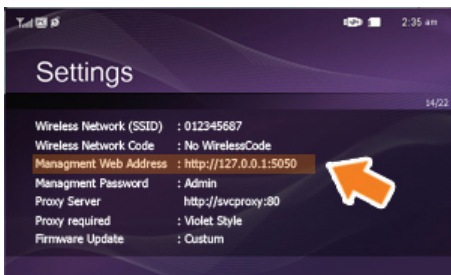 2:35 am
Settings
14/22
Wireless Network (SSID) : 012345687
Wireless Network Code : No WirelessCode
Managment Web Address : http://127.0.0.1:5050
Managment Password : Admin
Proxy Server http://svcproxy:80
Proxy required : Violet Style
Firmware Update : Custum